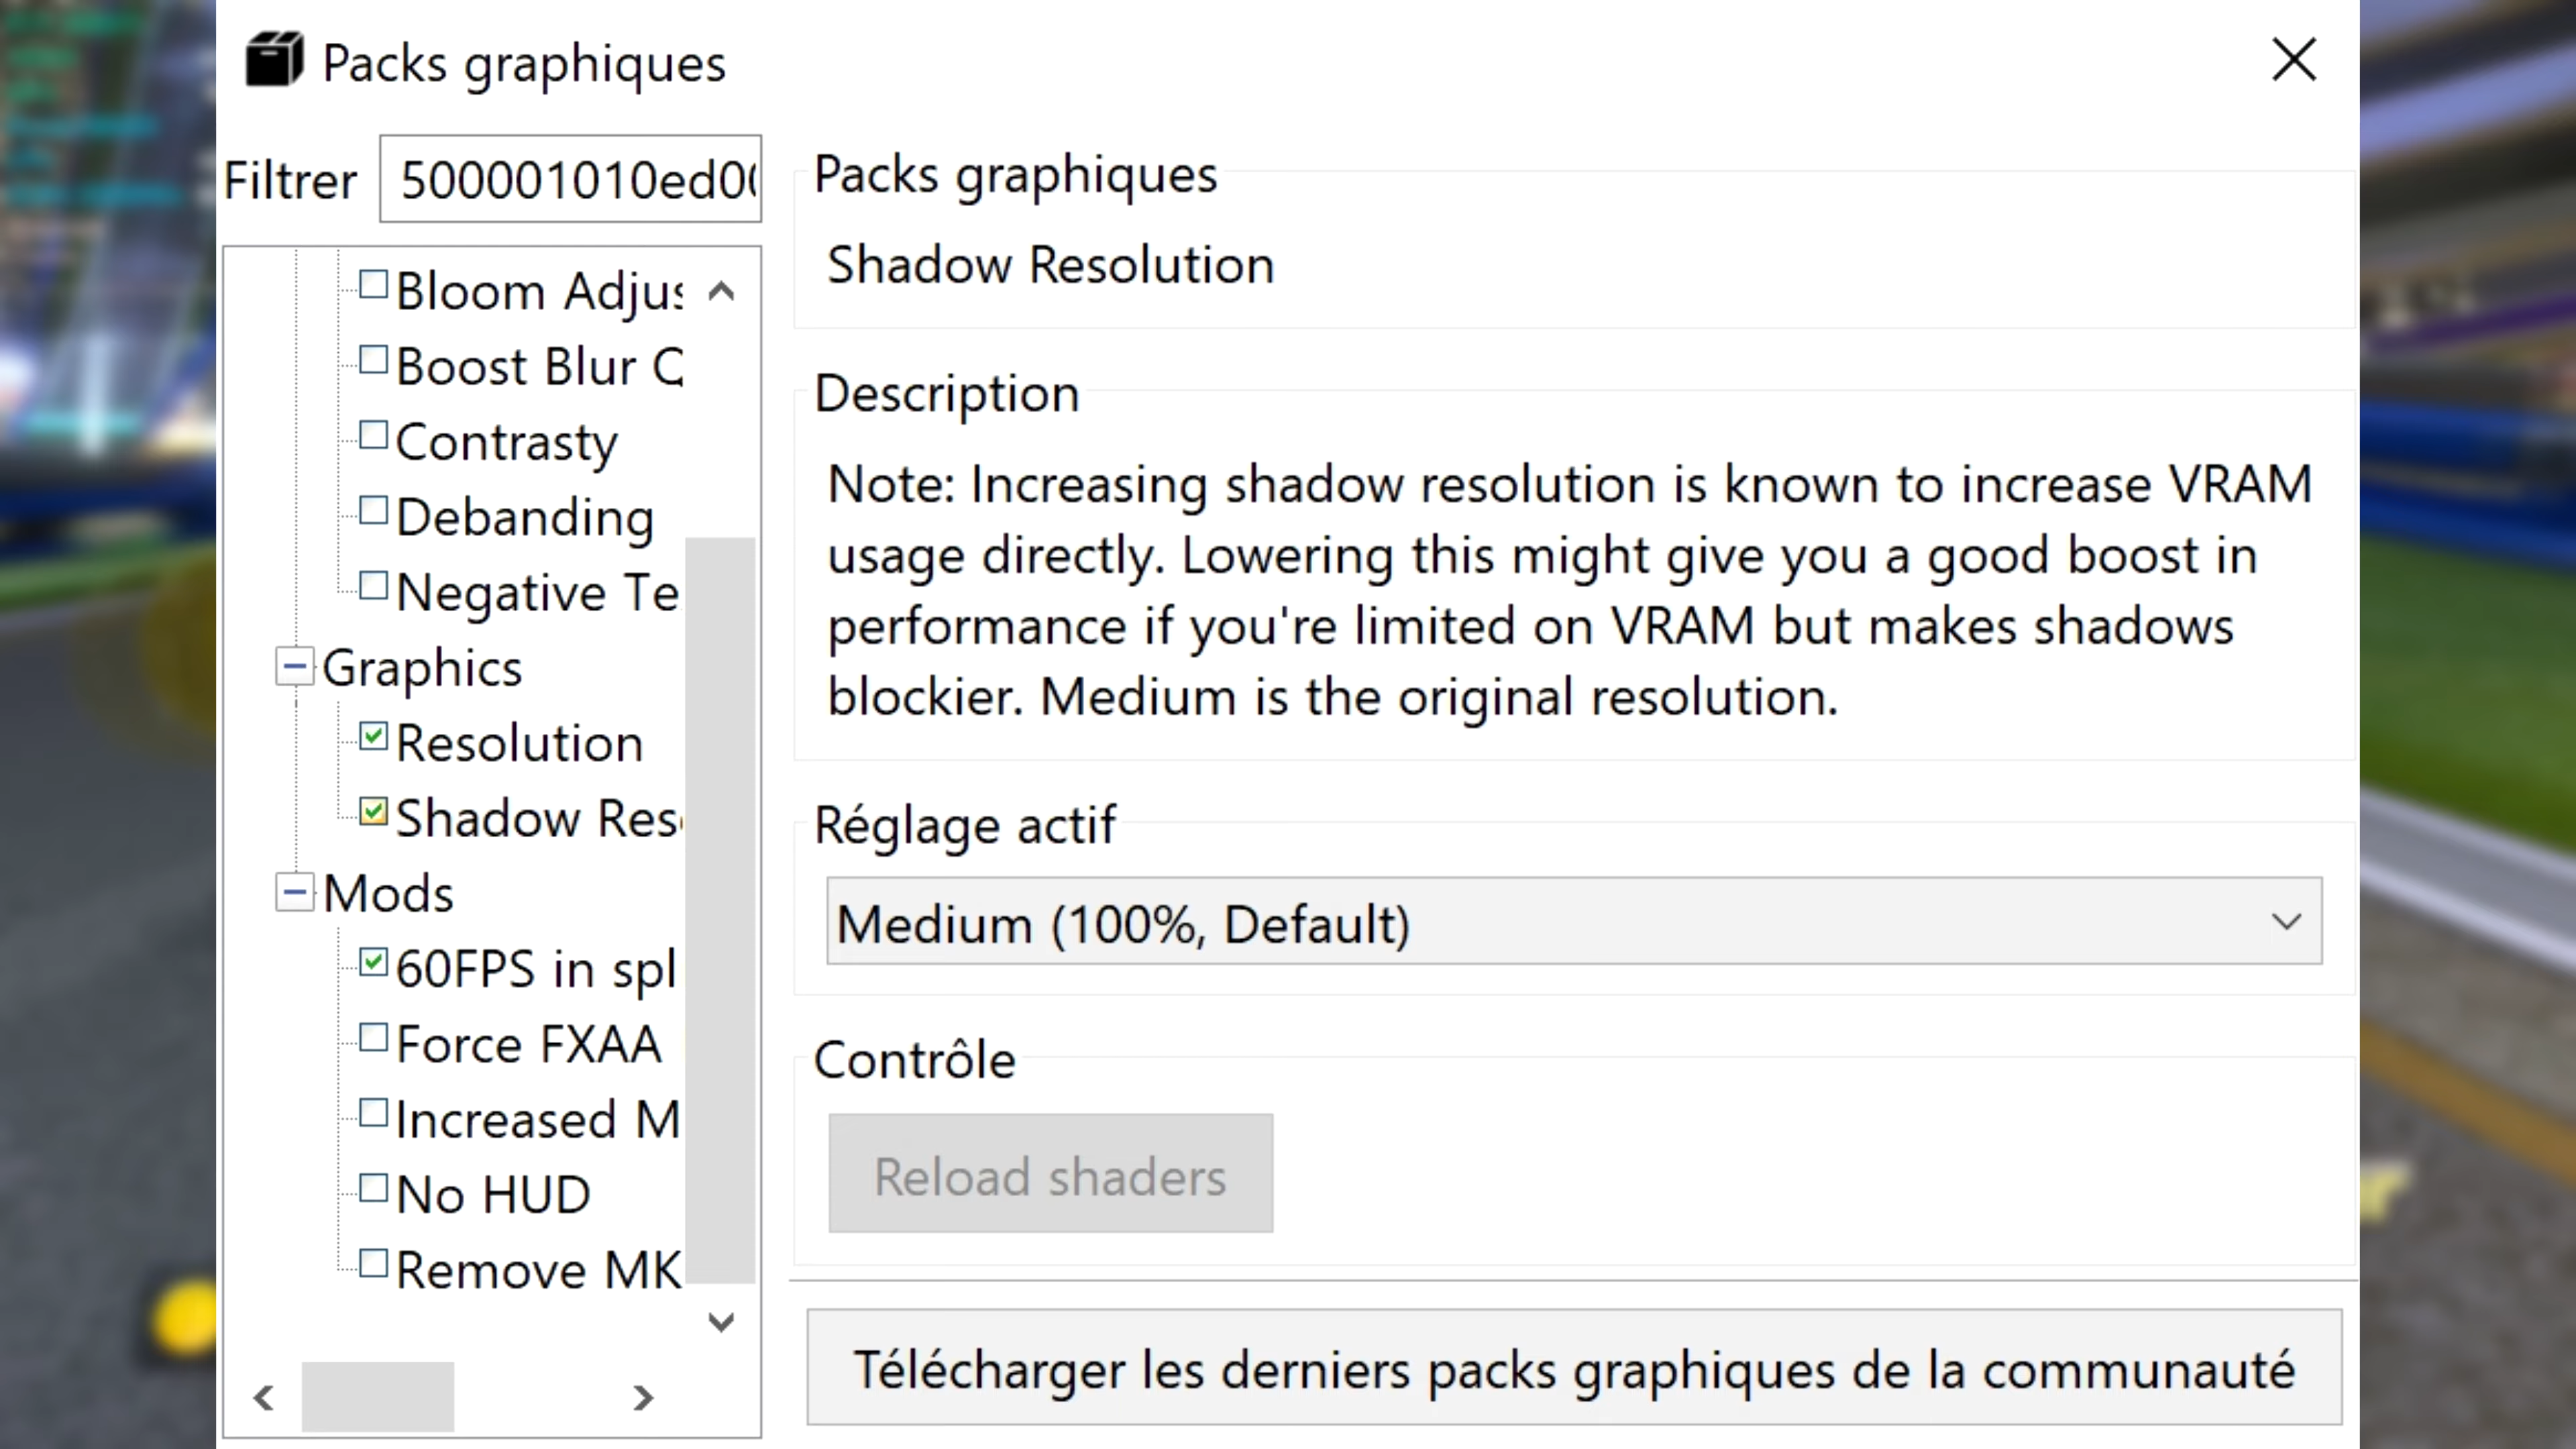 Packs graphiques
Filtrer
500001010ed0
Bloom Adjus
Boost Blur
Contrasty
Debanding
Negative Te
Graphics
Resolution
Shadow Res
Mods
60FPS in spl
Force FXAA
Increased M
No HUD
Remove MK
Packs graphiques
Shadow Resolution
Description
Note: Increasing shadow resolution is known to increase VRAM
usage directly. Lowering this might give you a good boost in
performance if you're limited on VRAM but makes shadows
blockier. Medium is the original resolution.
Réglage actif
Medium (100%, Default)
Contrôle
Reload shaders
Télécharger les derniers packs graphiques de la communauté